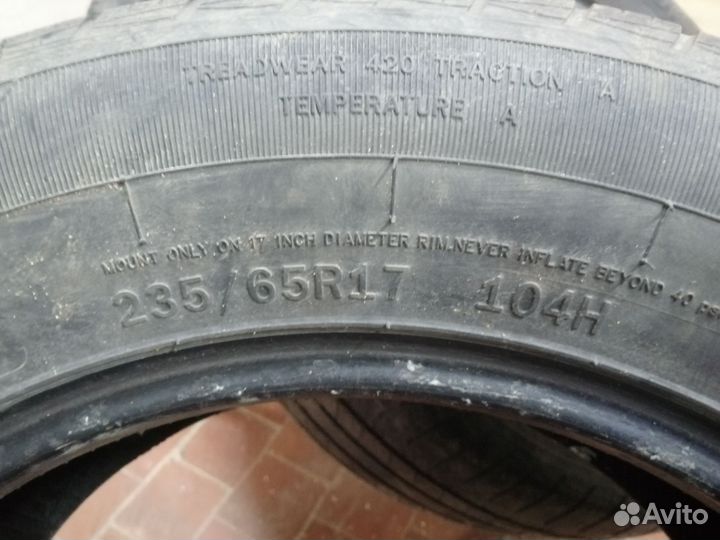 TREADWEAR 420 TRACTION A
TEMPERATURE A
MOUNT ONLY ON 17 INCH DIAMETER RIM.NEVER INFLATE BEYOND 40 PSI
235/65R17 104H
Avito